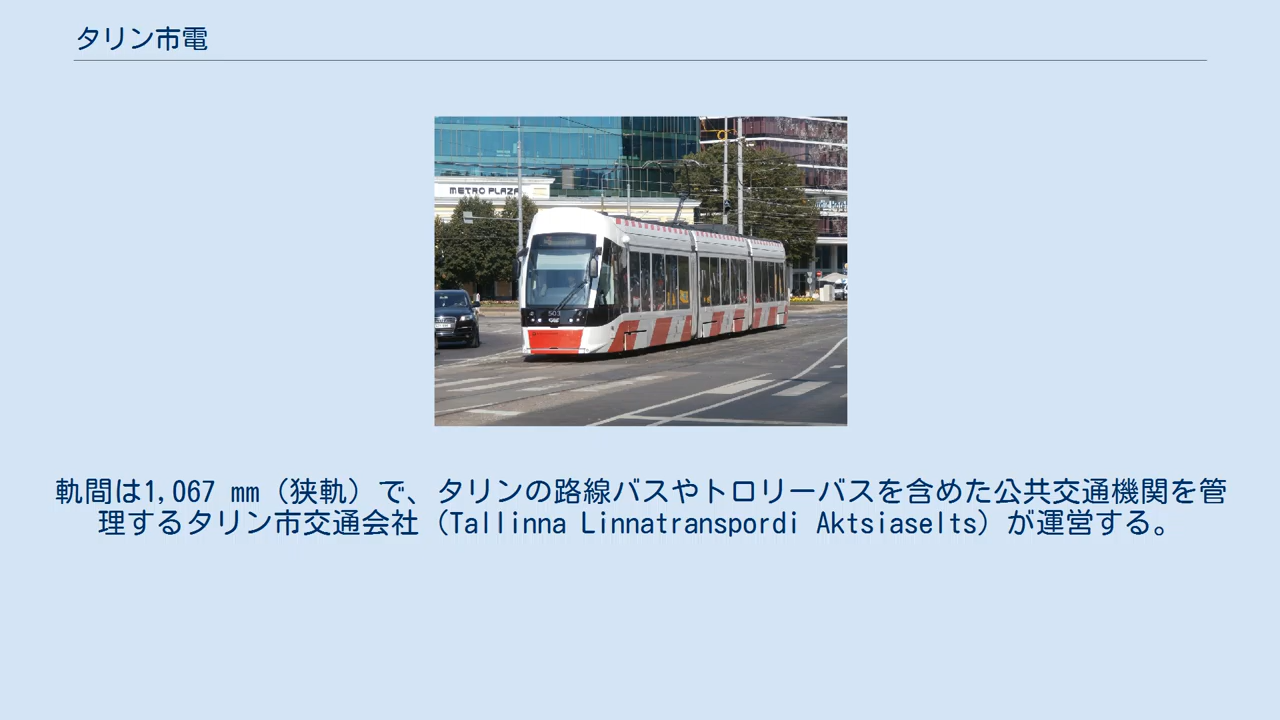 タリン市電
METRO PLAZA
503
軌間は1,067 mm（狭軌）で、タリンの路線バスやトロリーバスを含めた公共交通機関を管
理するタリン市交通会社（Tallinna Linnatranspordi Aktsiaselts）が運営する。